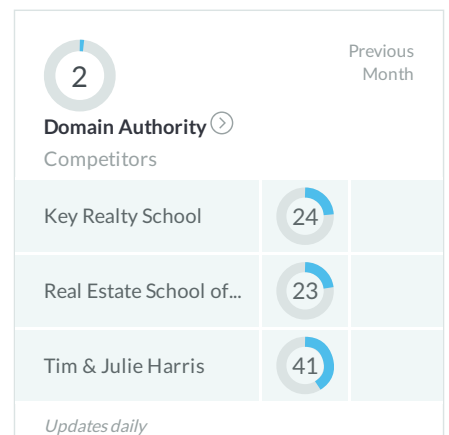 2
Previous
Month
Domain Authority
Competitors
Key Realty School 24
Real Estate School of... 23
Tim & Julie Harris 41
Updates daily